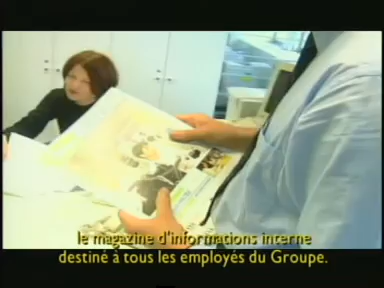 le magazine d'informations interne
destiné à tous les employés du Groupe.